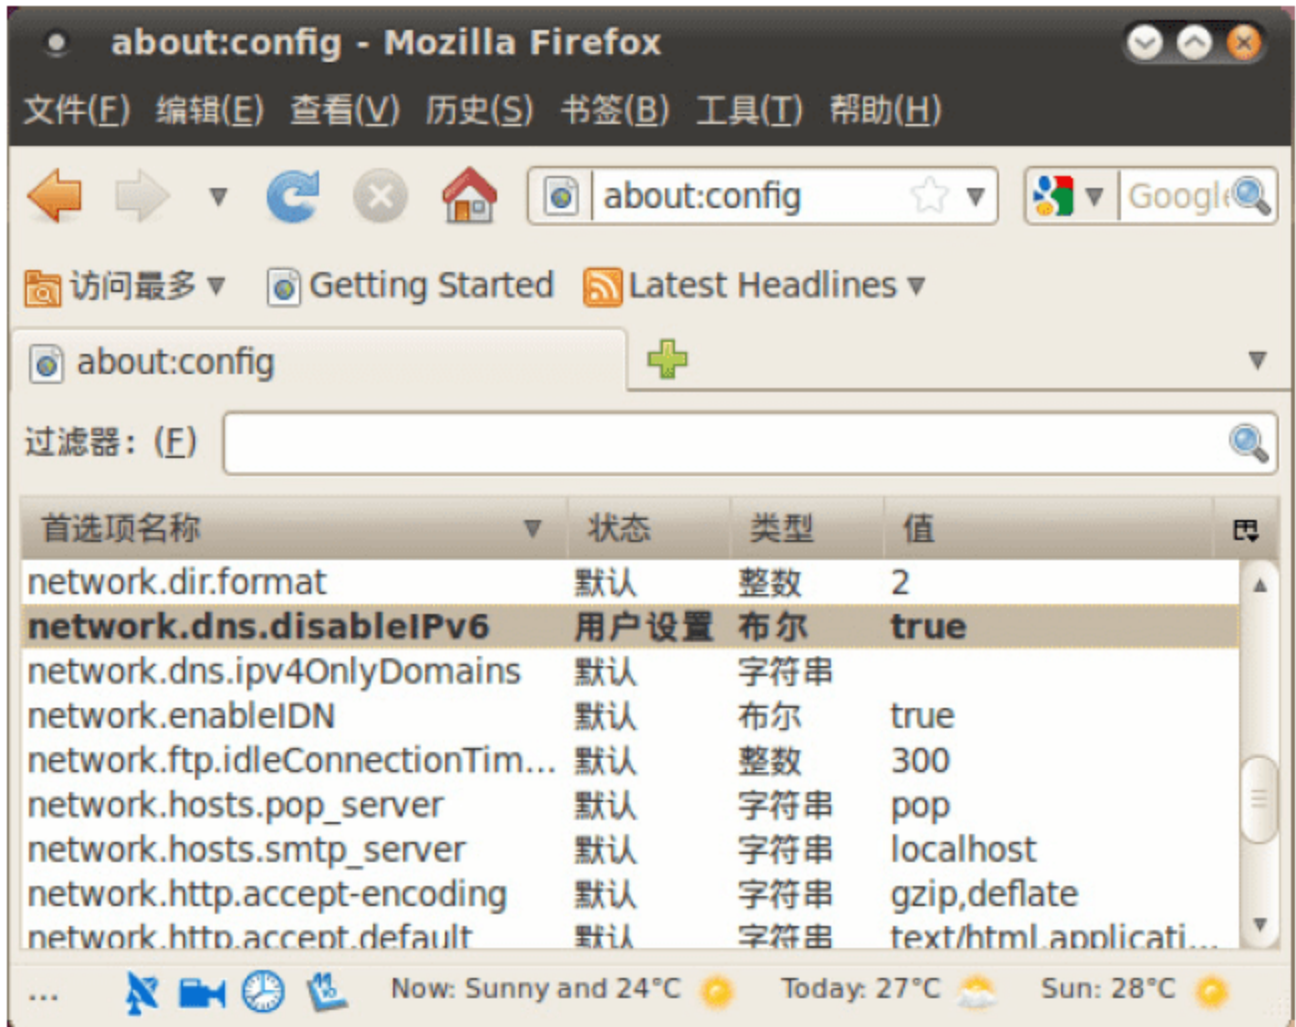 about:config - Mozilla Firefox
文件(F) 编辑(E) 查看(V) 历史(S) 书签(B) 工具(T) 帮助(H)
about:config
访问最多 Getting Started Latest Headlines
about:config
过滤器: (F)
首选项名称 状态 类型 值
network.dir.format 默认 整数 2
network.dns.disableIPv6 用户设置 布尔 true
network.dns.ipv4OnlyDomains 默认 字符串
network.enableIDN 默认 布尔 true
network.ftp.idleConnectionTim... 默认 整数 300
network.hosts.pop_server 默认 字符串 pop
network.hosts.smtp_server 默认 字符串 localhost
network.http.accept-encoding 默认 字符串 gzip,deflate
network.http.accept.default 默认 字符串 text/html,applicati...
... Now: Sunny and 24°C Today: 27°C Sun: 28°C